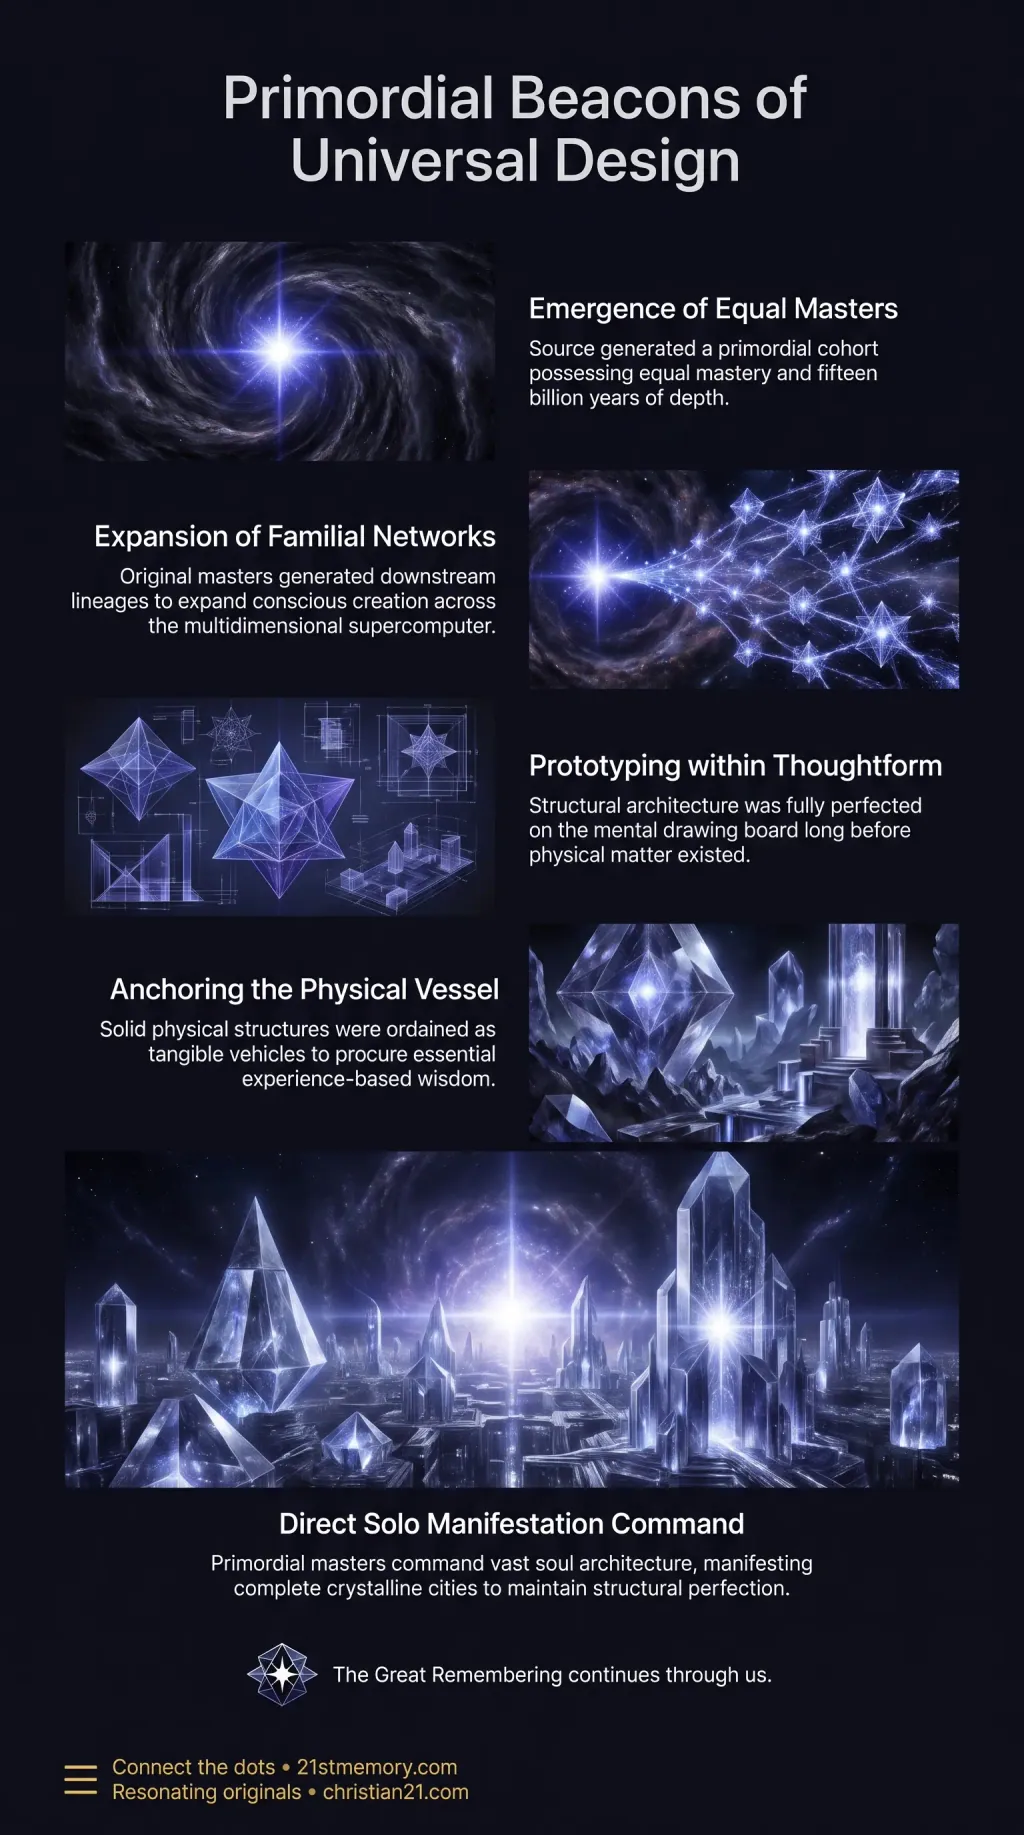 Primordial Beacons of
Universal Design
Emergence of Equal Masters
Source generated a primordial cohort
possessing equal mastery and fifteen
billion years of depth.
Expansion of Familial Networks
Original masters generated downstream
lineages to expand conscious creation across
the multidimensional supercomputer.
Prototyping within Thoughtform
Structural architecture was fully perfected
on the mental drawing board long before
physical matter existed.
Anchoring the Physical Vessel
Solid physical structures were ordained as
tangible vehicles to procure essential
experience-based wisdom.
Direct Solo Manifestation Command
Primordial masters command vast soul architecture, manifesting
complete crystalline cities to maintain structural perfection.
The Great Remembering continues through us.
Connect the dots • 21stmemory.com
Resonating originals • christian21.com